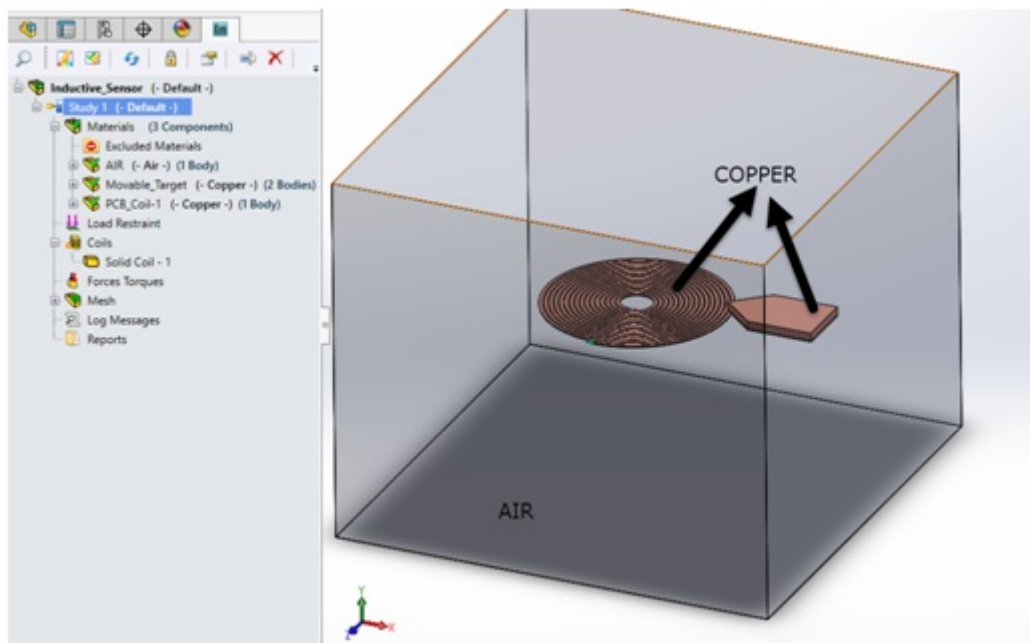 Inductive_Sensor (- Default -)
Study 1 (- Default -)
Materials (3 Components)
Excluded Materials
AIR (- Air -) (1 Body)
Movable_Target (- Copper -) (2 Bodies)
PCB_Coil-1 (- Copper -) (1 Body)
Load Restraint
Coils
Solid Coil - 1
Forces Torques
Mesh
Log Messages
Reports
COPPER
AIR
Y
X
Z